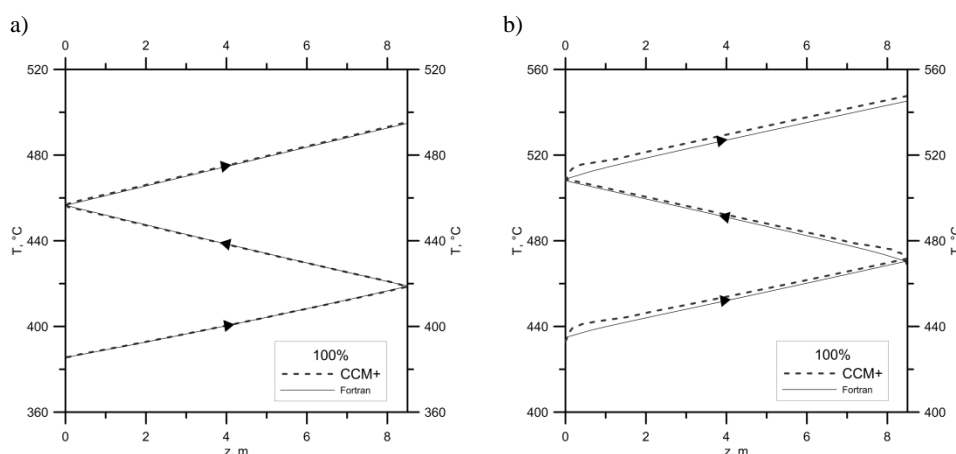 a)
0 2 4 6 8
520 520
480 480
440 440
T, °C T, °C
400 400
360 360
100%
CCM+
Fortran
0 2 4 6 8
z, m
b)
0 2 4 6 8
560 560
520 520
480 480
T, °C T, °C
440 440
400 400
100%
CCM+
Fortran
0 2 4 6 8
z, m